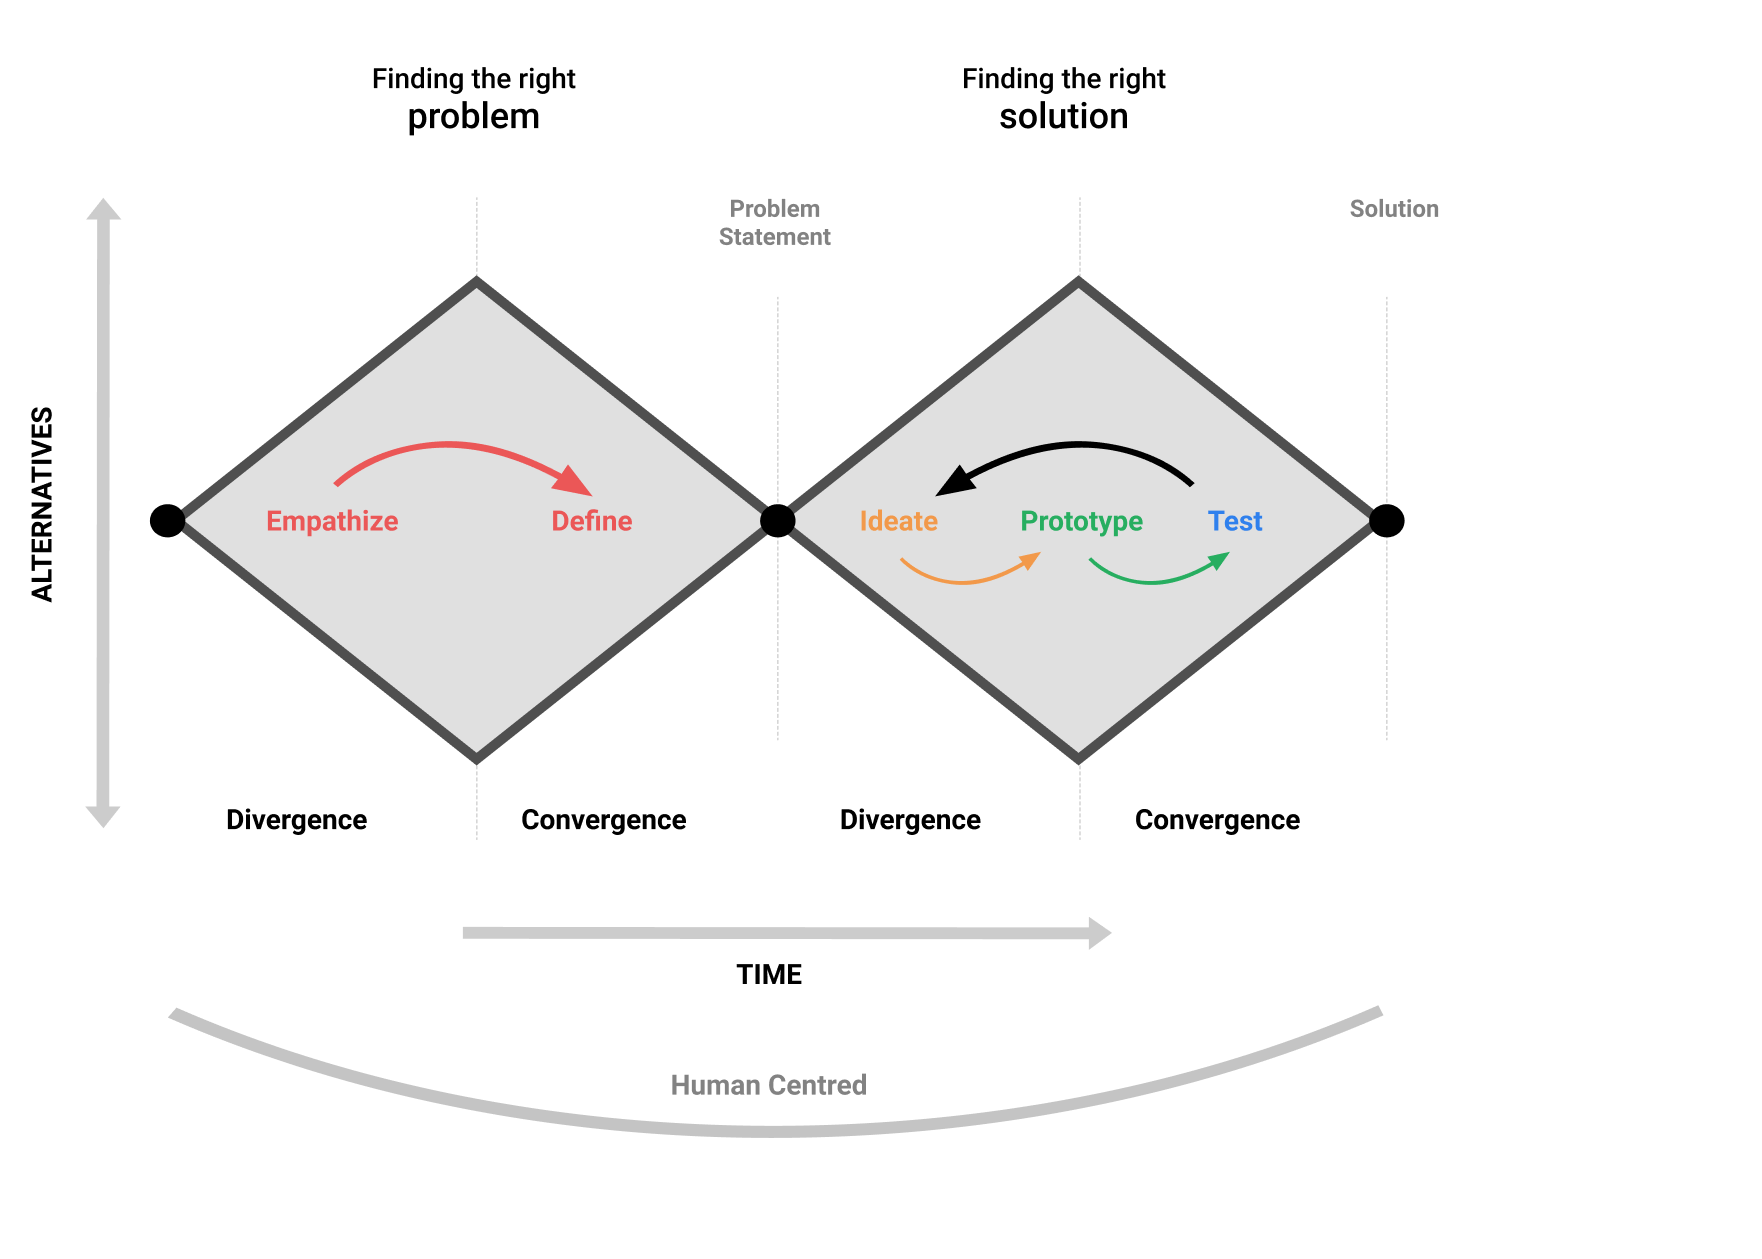 Finding the right
problem
Finding the right
solution
Problem
Statement
Solution
ALTERNATIVES
Empathize
Define
Ideate
Prototype
Test
Divergence
Convergence
Divergence
Convergence
TIME
Human Centred